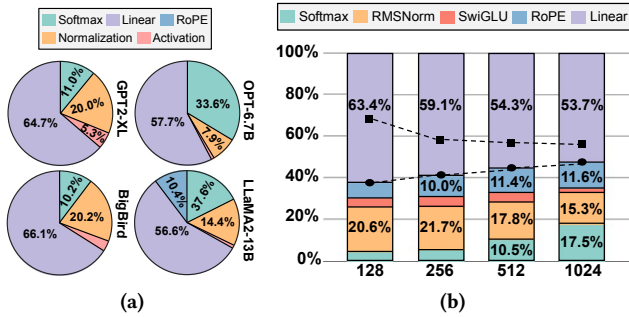 Softmax Linear RoPE
Normalization Activation
11.0%
20.0%
5.3%
64.7%
GPT2-XL
33.6%
7.9%
57.7%
OPT-6.7B
10.2%
20.2%
66.1%
BigBird
10.4%
37.6%
14.4%
56.6%
LLaMA2-13B
(a)
Softmax RMSNorm SwiGLU RoPE Linear
100%
80%
60%
40%
20%
0%
63.4% 59.1% 54.3% 53.7%
10.0% 11.4% 11.6%
20.6% 21.7% 17.8% 15.3%
10.5% 17.5%
128 256 512 1024
(b)